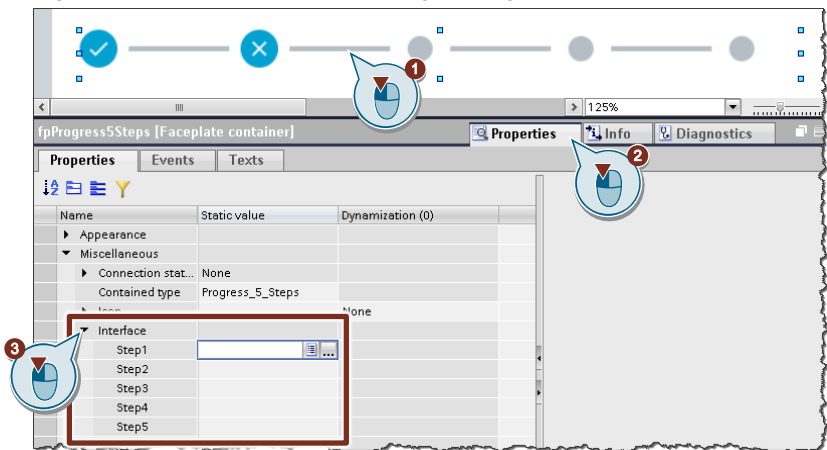 1
125%
fpProgress5Steps [Faceplate container]
Properties
Info
Diagnostics
2
Properties
Events
Texts
Name
Static value
Dynamization (0)
Appearance
Miscellaneous
Connection stat... None
Contained type Progress_5_Steps
Icon None
Interface
3
Step1
...
Step2
Step3
Step4
Step5